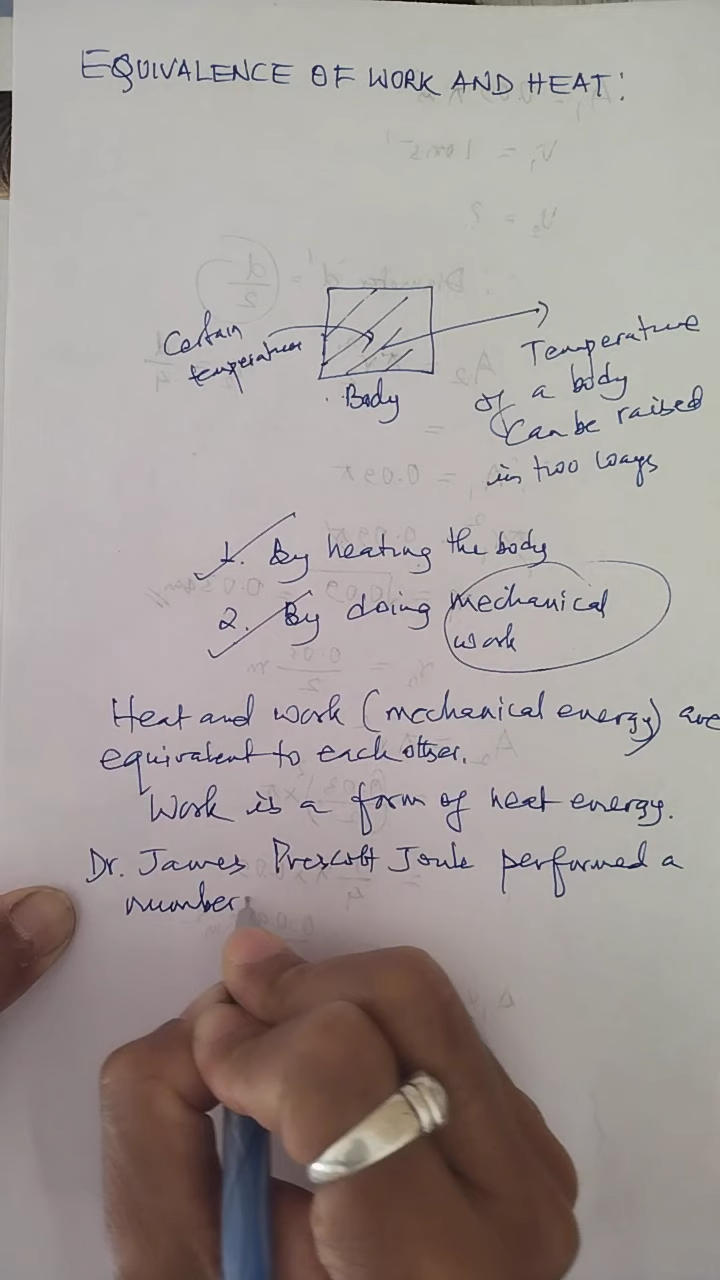 EQUIVALENCE OF WORK AND HEAT:
Certain
temperature
Body
Temperature
of a body
Can be raised
in two ways
1. By heating the body
2. By doing mechanical
work
Heat and work (mechanical energy) are
equivalent to each other.
Work is a form of heat energy.
Dr. James Prescott Joule performed a
number